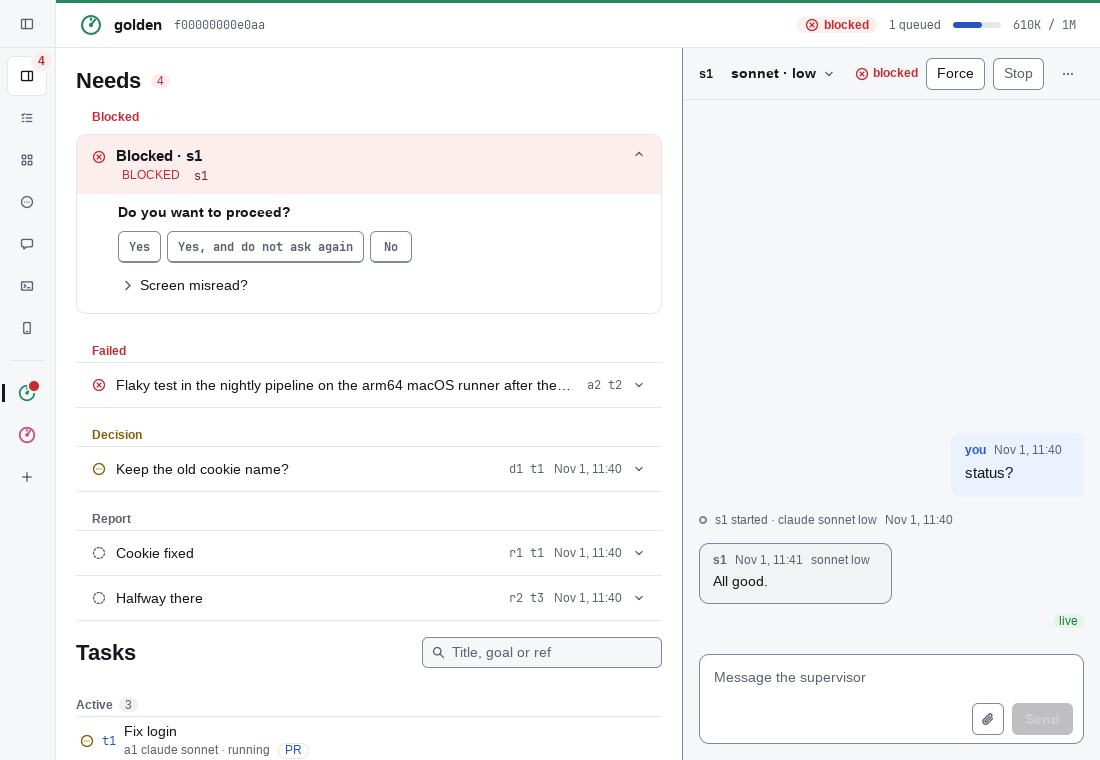 golden f00000000e0aa blocked 1 queued 610K / 1M
4
Needs 4
Blocked
Blocked · s1
BLOCKED s1
Do you want to proceed?
Yes Yes, and do not ask again No
Screen misread?
Failed
Flaky test in the nightly pipeline on the arm64 macOS runner after the… a2 t2
Decision
Keep the old cookie name? d1 t1 Nov 1, 11:40
Report
Cookie fixed r1 t1 Nov 1, 11:40
Halfway there r2 t3 Nov 1, 11:40
Tasks Title, goal or ref
Active 3
t1 Fix login
a1 claude sonnet · running PR
s1 sonnet · low blocked Force Stop
you Nov 1, 11:40
status?
s1 started · claude sonnet low Nov 1, 11:40
s1 Nov 1, 11:41 sonnet low
All good.
live
Message the supervisor
Send